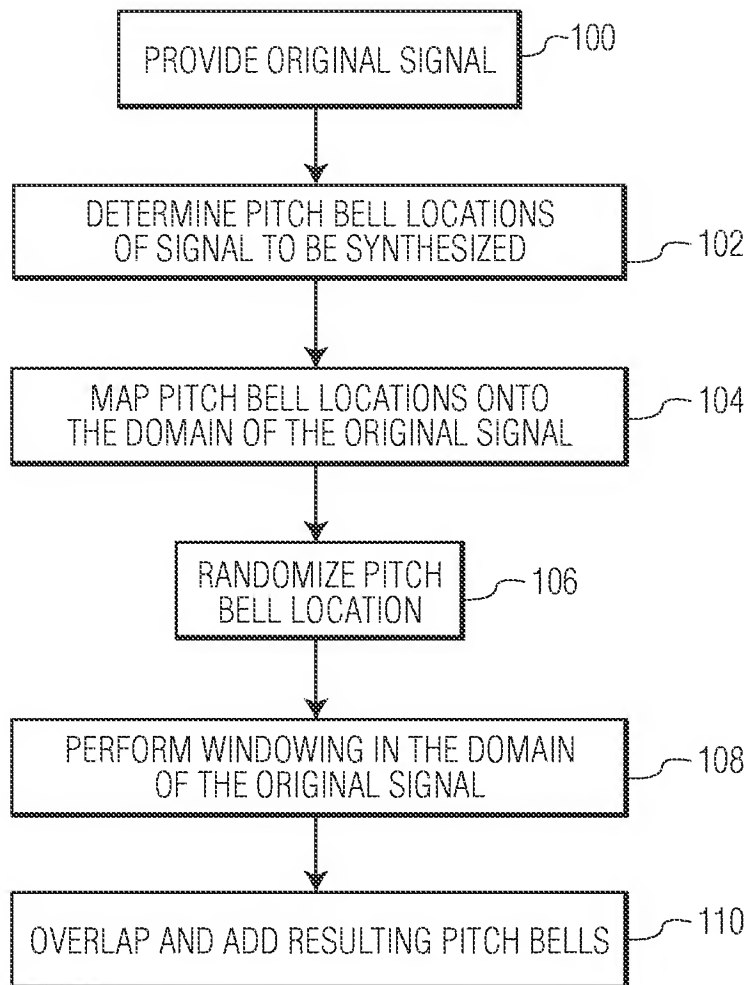 PROVIDE ORIGINAL SIGNAL
100
DETERMINE PITCH BELL LOCATIONS
OF SIGNAL TO BE SYNTHESIZED
102
MAP PITCH BELL LOCATIONS ONTO
THE DOMAIN OF THE ORIGINAL SIGNAL
104
RANDOMIZE PITCH
BELL LOCATION
106
PERFORM WINDOWING IN THE DOMAIN
OF THE ORIGINAL SIGNAL
108
OVERLAP AND ADD RESULTING PITCH BELLS
110